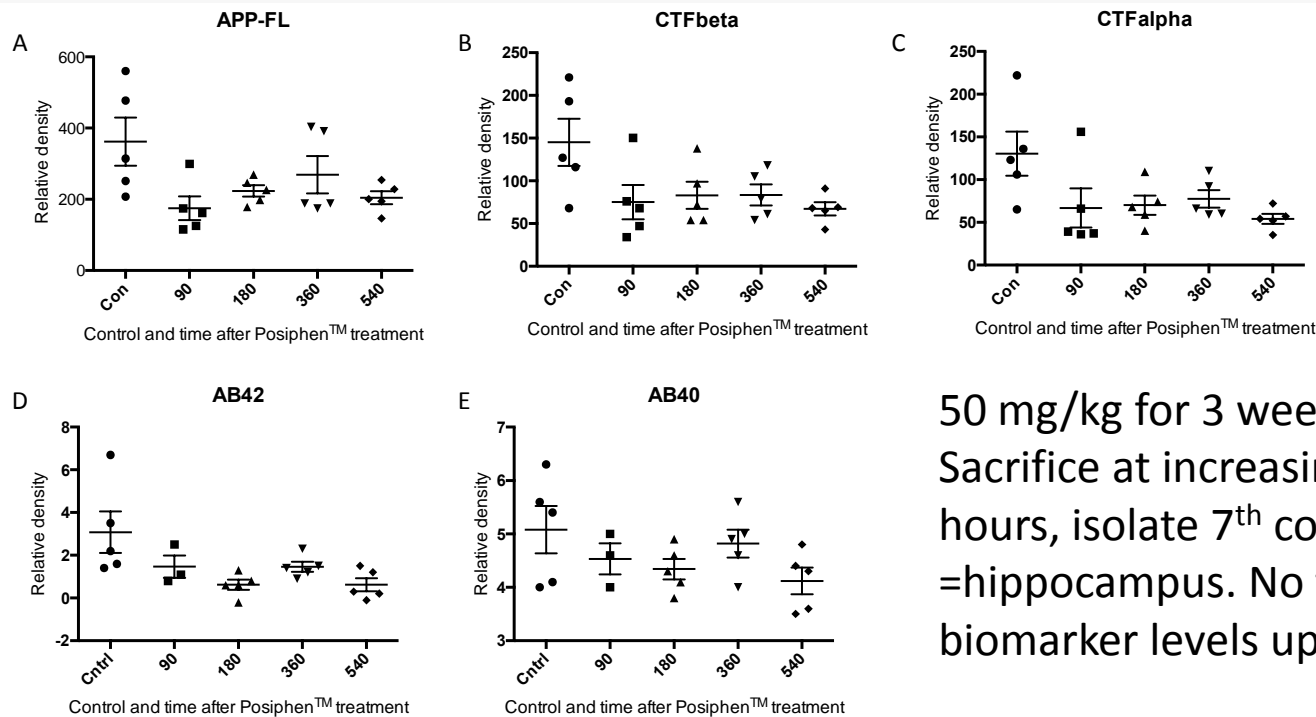 A
APP-FL
Relative density
600
400
200
0
Con
90
180
360
540
Control and time after Posiphen™ treatment
B
CTFbeta
Relative density
250
200
150
100
50
0
Con
90
180
360
540
Control and time after Posiphen™ treatment
C
CTFalpha
Relative density
250
200
150
100
50
0
Con
90
180
360
540
Control and time after Posiphen™ treatment
D
AB42
Relative density
8
6
4
2
0
-2
Cntrl
90
180
360
540
Control and time after Posiphen™ treatment
E
AB40
Relative density
7
6
5
4
3
Cntrl
90
180
360
540
Control and time after Posiphen™ treatment
50 mg/kg for 3
Sacrifice at
hours, isolate 7th
=hippocampus. No
biomarker levels